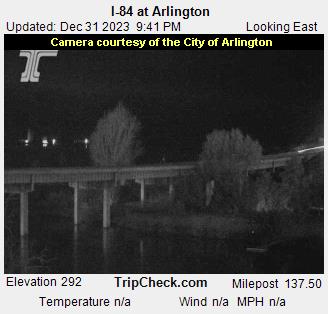 I-84 at Arlington
Updated: Dec 31 2023 9:41 PM Looking East
Camera courtesy of the City of Arlington
Elevation 292 TripCheck.com Milepost 137.50
Temperature n/a Wind n/a MPH n/a